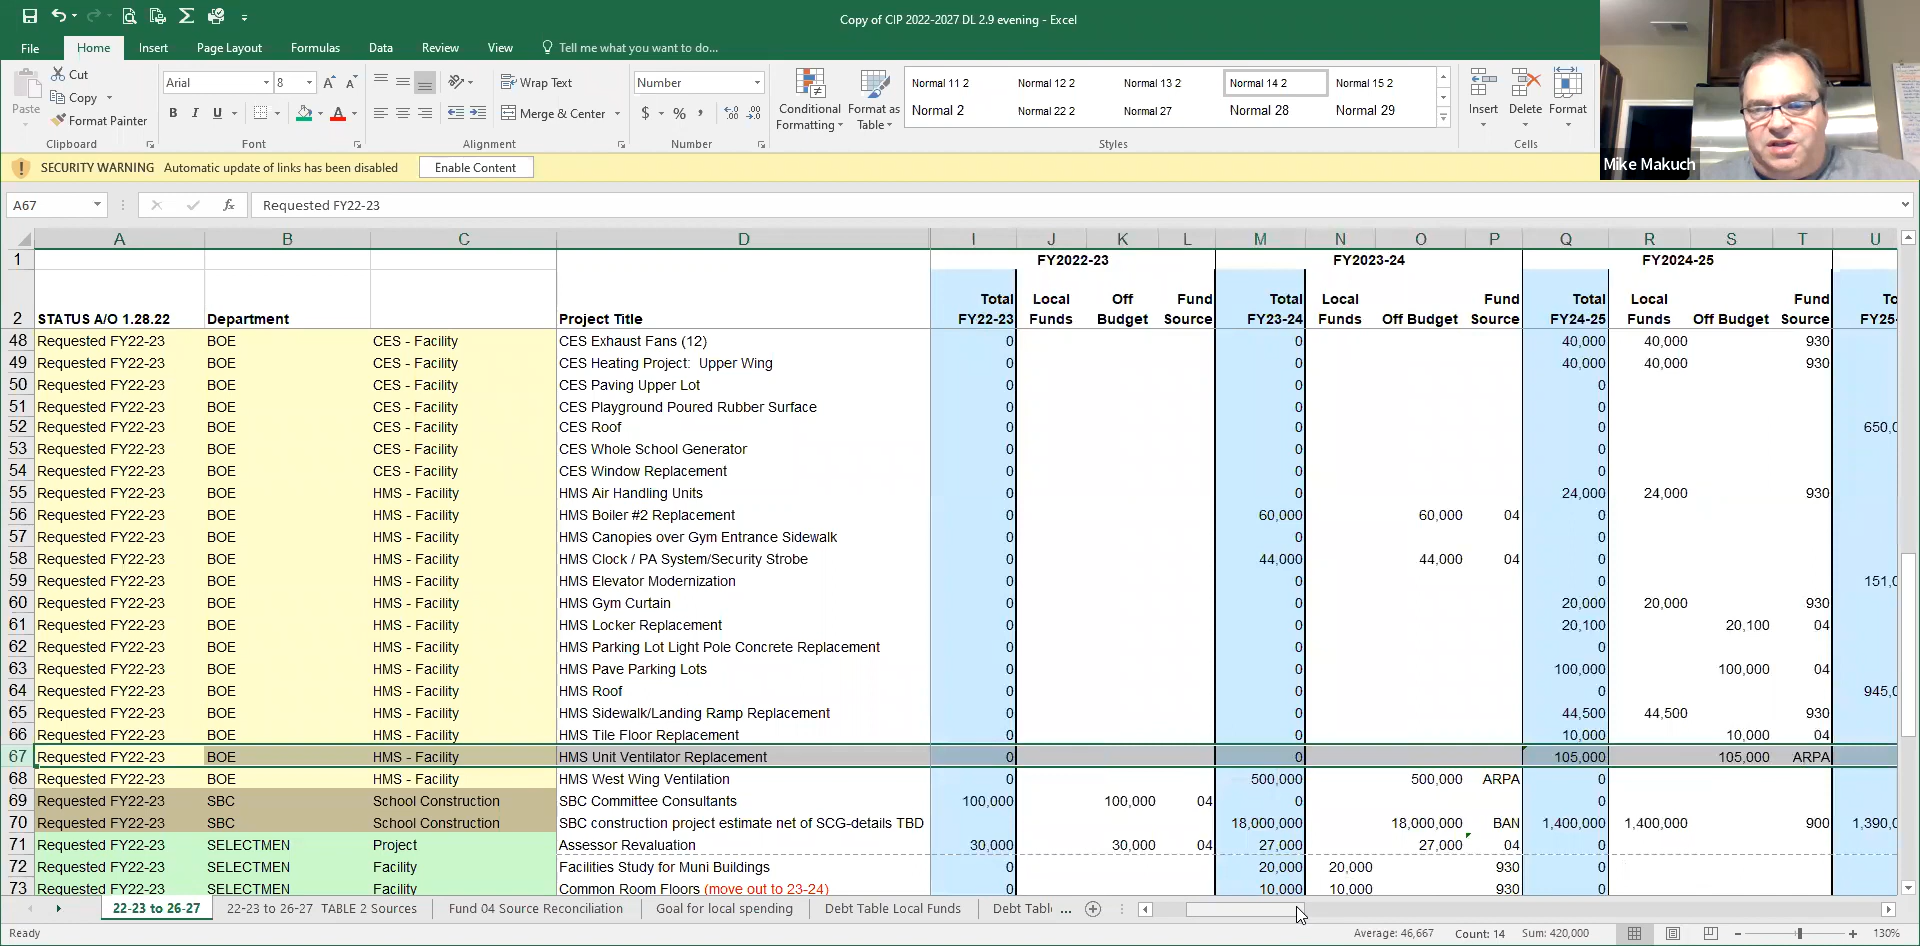 Copy of CIP 2022-2027 DL 2.9 evening - Excel
File Home Insert Page Layout Formulas Data Review View Tell me what you want to do...
Paste Cut Copy Format Painter Clipboard
Arial 8 B I U Font
Wrap Text Merge & Center Alignment
Number $ % , Number
Conditional Formatting Format as Table
Normal 11 2 Normal 12 2 Normal 13 2 Normal 14 2 Normal 15 2
Normal 2 Normal 22 2 Normal 27 Normal 28 Normal 29
Styles
Insert Delete Format Cells
Mike Makuch
SECURITY WARNING Automatic update of links has been disabled Enable Content
A67 fx Requested FY22-23
A B C D I J K L M N O P Q R S T U
1 FY2022-23 FY2023-24 FY2024-25
Total Local Off Fund Total Local Fund Total Local Fund To
2 STATUS A/O 1.28.22 Department Project Title FY22-23 Funds Budget Source FY23-24 Funds Off Budget Source FY24-25 Funds Off Budget Source FY25-
48 Requested FY22-23 BOE CES - Facility CES Exhaust Fans (12) 0 0 40,000 40,000 930
49 Requested FY22-23 BOE CES - Facility CES Heating Project: Upper Wing 0 0 40,000 40,000 930
50 Requested FY22-23 BOE CES - Facility CES Paving Upper Lot 0 0 0
51 Requested FY22-23 BOE CES - Facility CES Playground Poured Rubber Surface 0 0 0
52 Requested FY22-23 BOE CES - Facility CES Roof 0 0 0 650,0
53 Requested FY22-23 BOE CES - Facility CES Whole School Generator 0 0 0
54 Requested FY22-23 BOE CES - Facility CES Window Replacement 0 0 0
55 Requested FY22-23 BOE HMS - Facility HMS Air Handling Units 0 0 24,000 24,000 930
56 Requested FY22-23 BOE HMS - Facility HMS Boiler #2 Replacement 0 60,000 60,000 04 0
57 Requested FY22-23 BOE HMS - Facility HMS Canopies over Gym Entrance Sidewalk 0 0 0
58 Requested FY22-23 BOE HMS - Facility HMS Clock / PA System/Security Strobe 0 44,000 44,000 04 0
59 Requested FY22-23 BOE HMS - Facility HMS Elevator Modernization 0 0 0 151,0
60 Requested FY22-23 BOE HMS - Facility HMS Gym Curtain 0 0 20,000 20,000 930
61 Requested FY22-23 BOE HMS - Facility HMS Locker Replacement 0 0 20,100 20,100 04
62 Requested FY22-23 BOE HMS - Facility HMS Parking Lot Light Pole Concrete Replacement 0 0 0
63 Requested FY22-23 BOE HMS - Facility HMS Pave Parking Lots 0 0 100,000 100,000 04
64 Requested FY22-23 BOE HMS - Facility HMS Roof 0 0 0 945,0
65 Requested FY22-23 BOE HMS - Facility HMS Sidewalk/Landing Ramp Replacement 0 0 44,500 44,500 930
66 Requested FY22-23 BOE HMS - Facility HMS Tile Floor Replacement 0 0 10,000 10,000 04
67 Requested FY22-23 BOE HMS - Facility HMS Unit Ventilator Replacement 0 0 105,000 105,000 ARPA
68 Requested FY22-23 BOE HMS - Facility HMS West Wing Ventilation 0 500,000 500,000 ARPA 0
69 Requested FY22-23 SBC School Construction SBC Committee Consultants 100,000 100,000 04 0 0
70 Requested FY22-23 SBC School Construction SBC construction project estimate net of SCG-details TBD 18,000,000 18,000,000 BAN 1,400,000 1,400,000 900 1,390,0
71 Requested FY22-23 SELECTMEN Project Assessor Revaluation 30,000 30,000 04 27,000 27,000 04 0
72 Requested FY22-23 SELECTMEN Facility Facilities Study for Muni Buildings 0 20,000 20,000 930 0
73 Requested FY22-23 SELECTMEN Facility Common Room Floors (move out to 23-24) 0 10,000 10,000 930 0
22-23 to 26-27 22-23 to 26-27 TABLE 2 Sources Fund 04 Source Reconciliation Goal for local spending Debt Table Local Funds Debt Tabl ...
Ready Average: 46,667 Count: 14 Sum: 420,000 130%